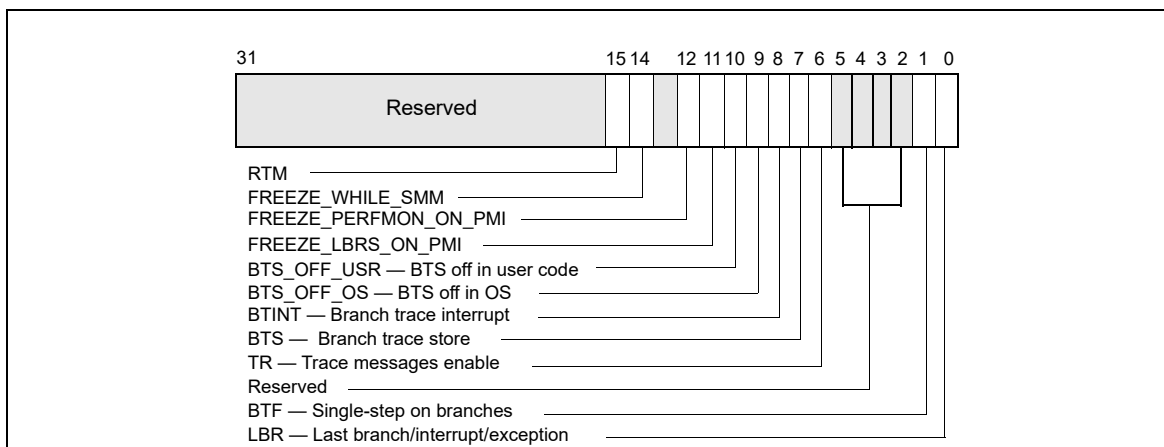 31 15 14 12 11 10 9 8 7 6 5 4 3 2 1 0
Reserved
RTM
FREEZE_WHILE_SMM
FREEZE_PERFMON_ON_PMI
FREEZE_LBRS_ON_PMI
BTS_OFF_USR — BTS off in user code
BTS_OFF_OS — BTS off in OS
BTINT — Branch trace interrupt
BTS — Branch trace store
TR — Trace messages enable
Reserved
BTF — Single-step on branches
LBR — Last branch/interrupt/exception